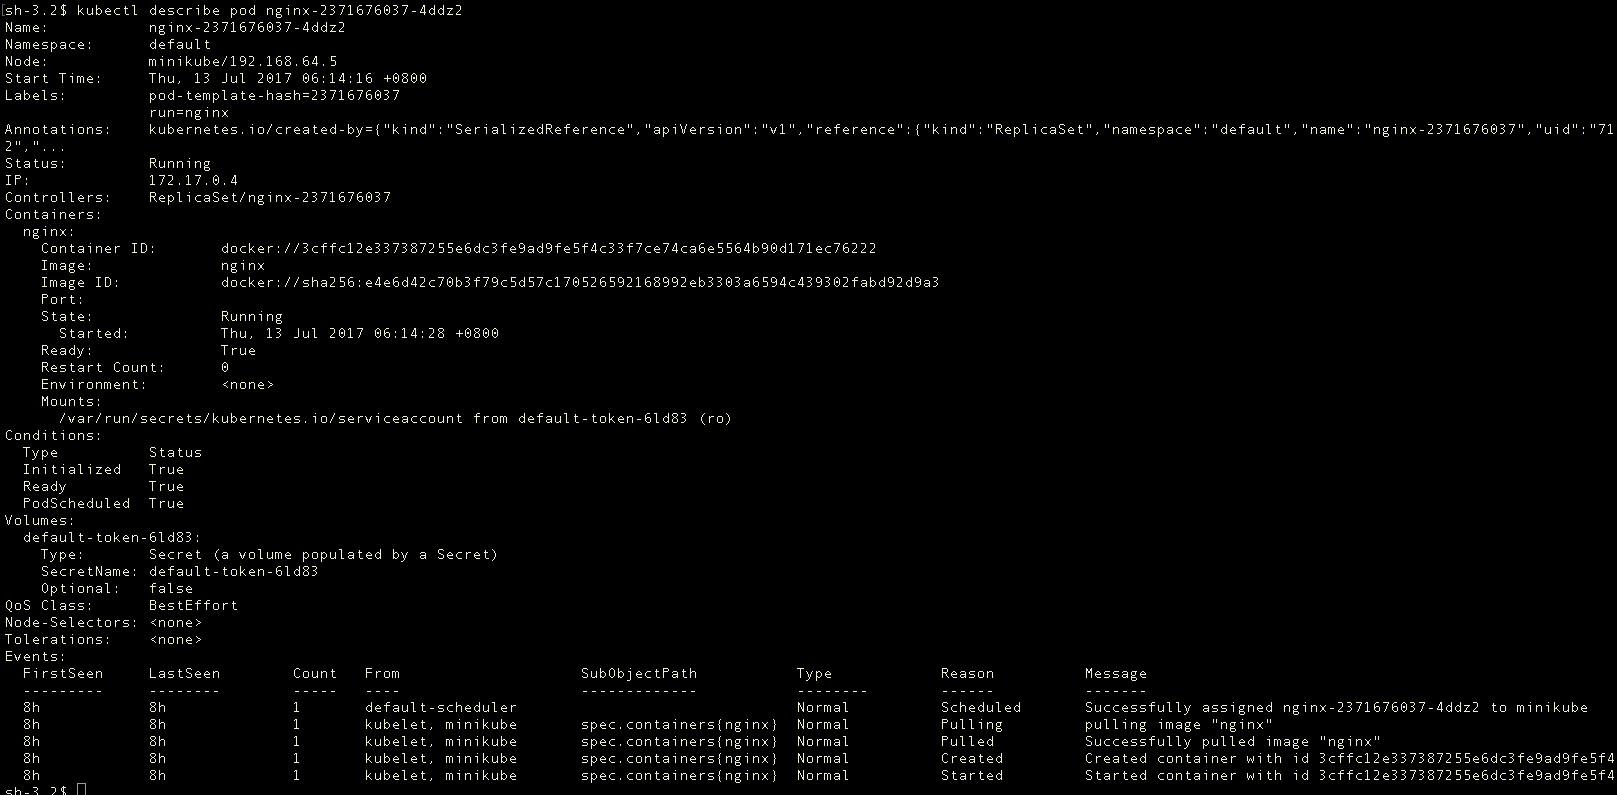 sh-3.2$ kubectl describe pod nginx-2371676037-4ddz2
Name:           nginx-2371676037-4ddz2
Namespace:      default
Node:           minikube/192.168.64.5
Start Time:     Thu, 13 Jul 2017 06:14:16 +0800
Labels:         pod-template-hash=2371676037
                run=nginx
Annotations:    kubernetes.io/created-by={"kind":"SerializedReference","apiVersion":"v1","reference":{"kind":"ReplicaSet","namespace":"default","name":"nginx-2371676037","uid":"71
2","...
Status:         Running
IP:             172.17.0.4
Controllers:    ReplicaSet/nginx-2371676037
Containers:
  nginx:
    Container ID:       docker://3cffc12e337387255e6dc3fe9ad9fe5f4c33f7ce74ca6e5564b90d171ec76222
    Image:              nginx
    Image ID:           docker://sha256:e4e6d42c70b3f79c5d57c170526592168992eb3303a6594c439302fabd92d9a3
    Port:
    State:              Running
      Started:          Thu, 13 Jul 2017 06:14:28 +0800
    Ready:              True
    Restart Count:      0
    Environment:        <none>
    Mounts:
      /var/run/secrets/kubernetes.io/serviceaccount from default-token-6ld83 (ro)
Conditions:
  Type          Status
  Initialized   True
  Ready         True
  PodScheduled  True
Volumes:
  default-token-6ld83:
    Type:       Secret (a volume populated by a Secret)
    SecretName: default-token-6ld83
    Optional:   false
QoS Class:      BestEffort
Node-Selectors: <none>
Tolerations:    <none>
Events:
  FirstSeen     LastSeen        Count   From                    SubObjectPath           Type            Reason          Message
  ---------     --------        -----   ----                    -------------           --------        ------          -------
  8h            8h              1       default-scheduler                               Normal          Scheduled       Successfully assigned nginx-2371676037-4ddz2 to minikube
  8h            8h              1       kubelet, minikube       spec.containers{nginx}  Normal          Pulling         pulling image "nginx"
  8h            8h              1       kubelet, minikube       spec.containers{nginx}  Normal          Pulled          Successfully pulled image "nginx"
  8h            8h              1       kubelet, minikube       spec.containers{nginx}  Normal          Created         Created container with id 3cffc12e337387255e6dc3fe9ad9fe5f4
  8h            8h              1       kubelet, minikube       spec.containers{nginx}  Normal          Started         Started container with id 3cffc12e337387255e6dc3fe9ad9fe5f4
sh-3.2$